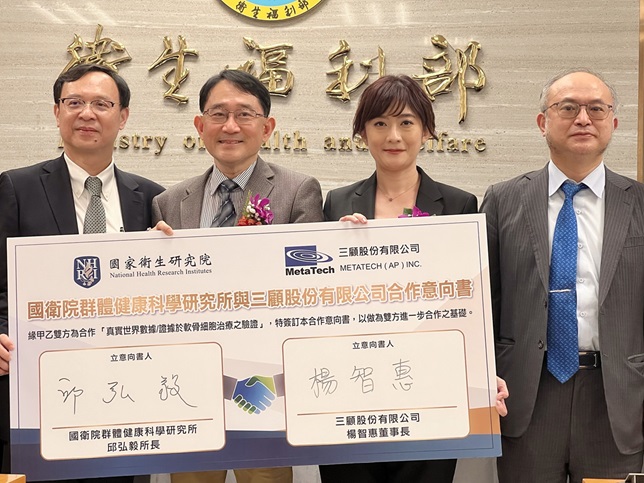 衛生福利部
衛生福利部
Ministry of Health and Welfare
NHRI
國家衛生研究院
National Health Research Institutes
MetaTech
三顧股份有限公司
METATECH (AP) INC.
國衛院群體健康科學研究所與三顧股份有限公司合作意向書
緣甲乙雙方為合作「真實世界數據/證據於軟骨細胞治療之驗證」，特簽訂本合作意向書，以做為雙方進一步合作之基礎。
立意向書人
邱弘毅
國衛院群體健康科學研究所
邱弘毅所長
立意向書人
楊智惠
三顧股份有限公司
楊智惠董事長